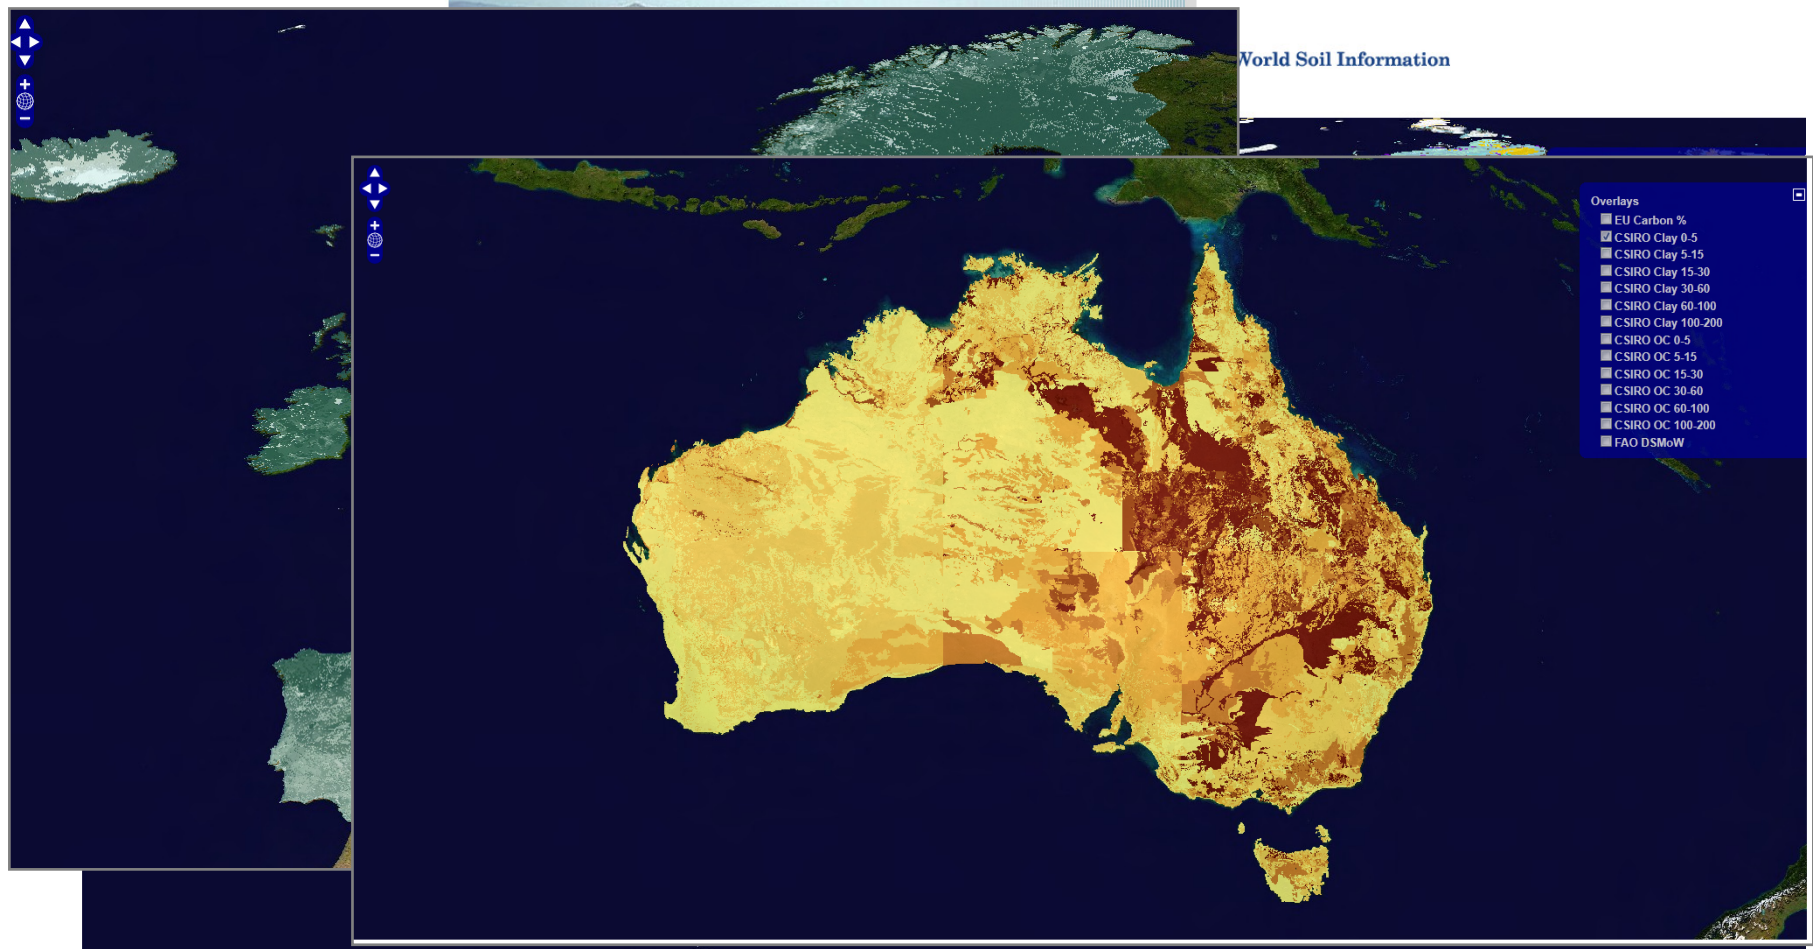 World Soil Information
Overlays
EU Carbon %
CSIRO Clay 0-5
CSIRO Clay 5-15
CSIRO Clay 15-30
CSIRO Clay 30-60
CSIRO Clay 60-100
CSIRO Clay 100-200
CSIRO OC 0-5
CSIRO OC 5-15
CSIRO OC 15-30
CSIRO OC 30-60
CSIRO OC 60-100
CSIRO OC 100-200
FAO DSMoW